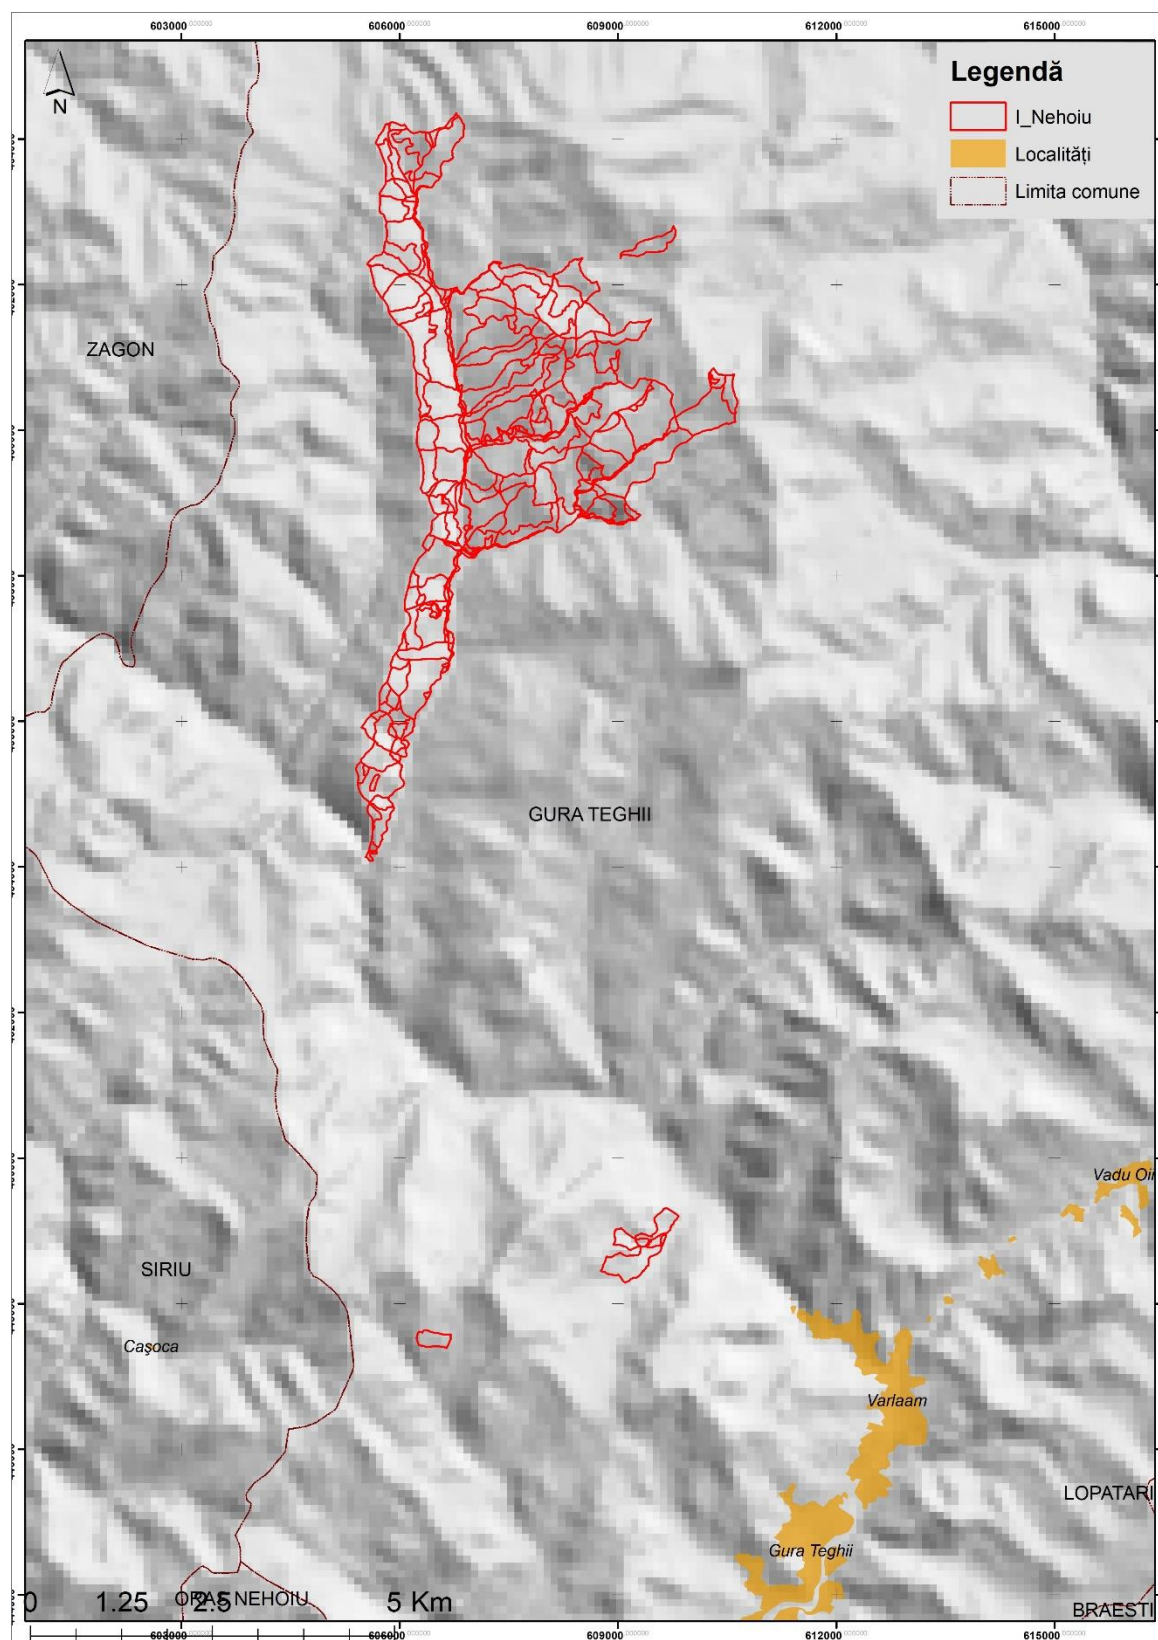 603000 606000 609000 612000 615000
N
Legendă
I_Nehoiu
Localități
Limita comune
ZAGON
GURA TEGHII
Vadu Oi
SIRIU
Caşoca
Varlaam
LOPATARI
Gura Teghii
0 1.25 2.5 5 Km
ORAS NEHOIU
BRAESTI
603000 606000 609000 612000 615000